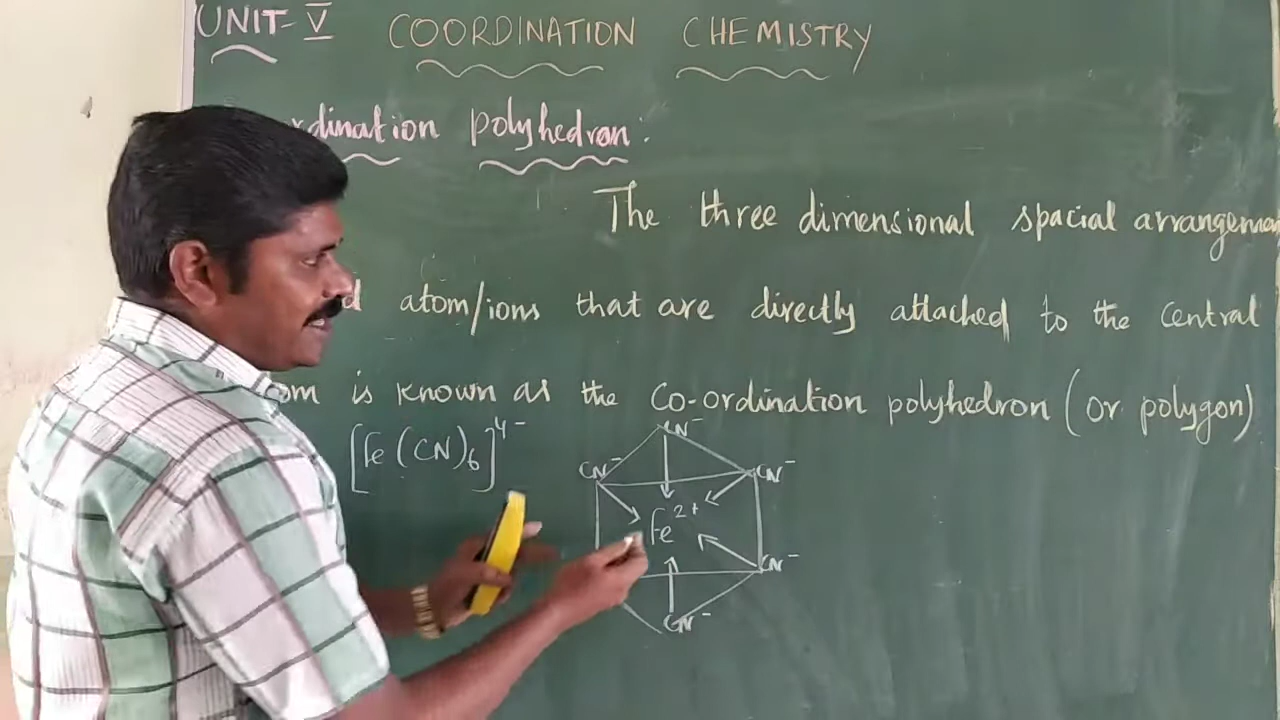 UNIT-V COORDINATION CHEMISTRY
rdination polyhedron:
The three dimensional spacial arrangemen
d atom/ions that are directly attached to the central
om is known as the Co-ordination polyhedron (or polygon)
[Fe(CN)6]4-
CN-
CN- CN-
Fe2+
CN-
CN-